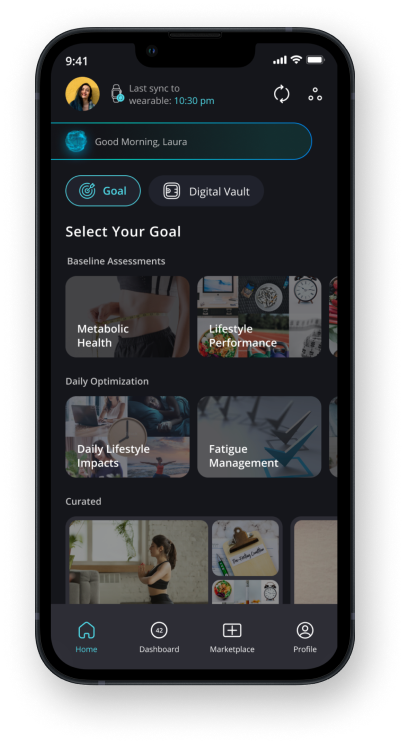 9:41
Last sync to
wearable: 10:30 pm
Good Morning, Laura
Goal
Digital Vault
Select Your Goal
Baseline Assessments
Metabolic
Health
Lifestyle
Performance
Daily Optimization
Daily Lifestyle
Impacts
Fatigue
Management
Curated
Home
42
Dashboard
Marketplace
Profile